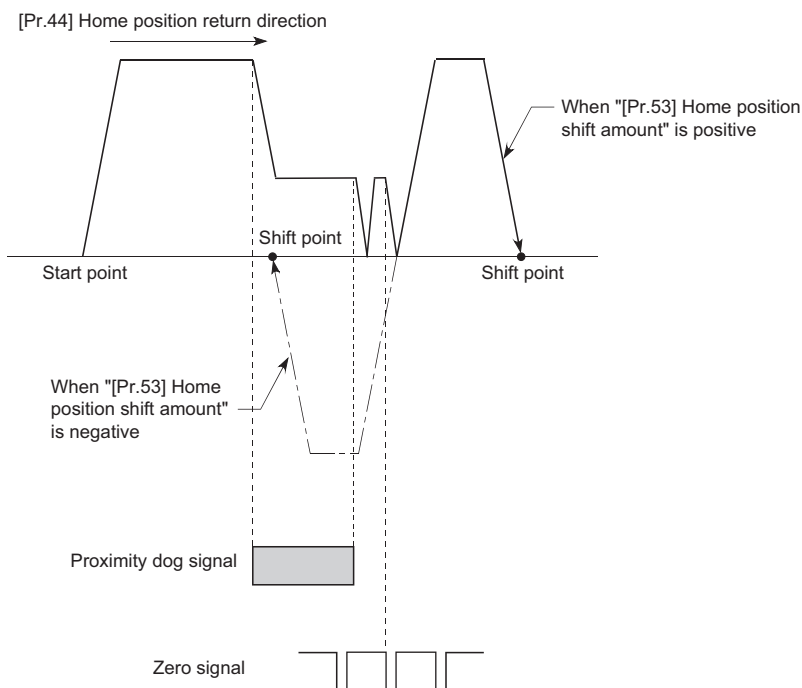 [Pr.44] Home position return direction
When "[Pr.53] Home position
shift amount" is positive
Shift point
Start point
Shift point
When "[Pr.53] Home
position shift amount"
is negative
Proximity dog signal
Zero signal